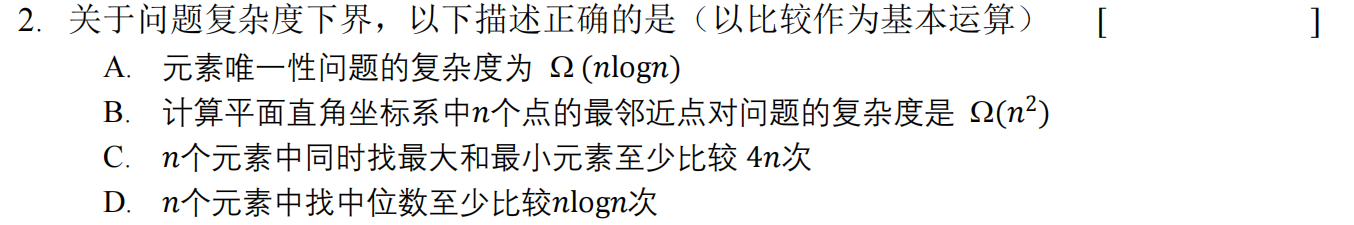 2. 关于问题复杂度下界，以下描述正确的是（以比较作为基本运算） [ ]
A. 元素唯一性问题的复杂度为 Ω (nlogn)
B. 计算平面直角坐标系中n个点的最邻近点对问题的复杂度是 Ω(n²)
C. n个元素中同时找最大和最小元素至少比较 4n次
D. n个元素中找中位数至少比较nlogn次